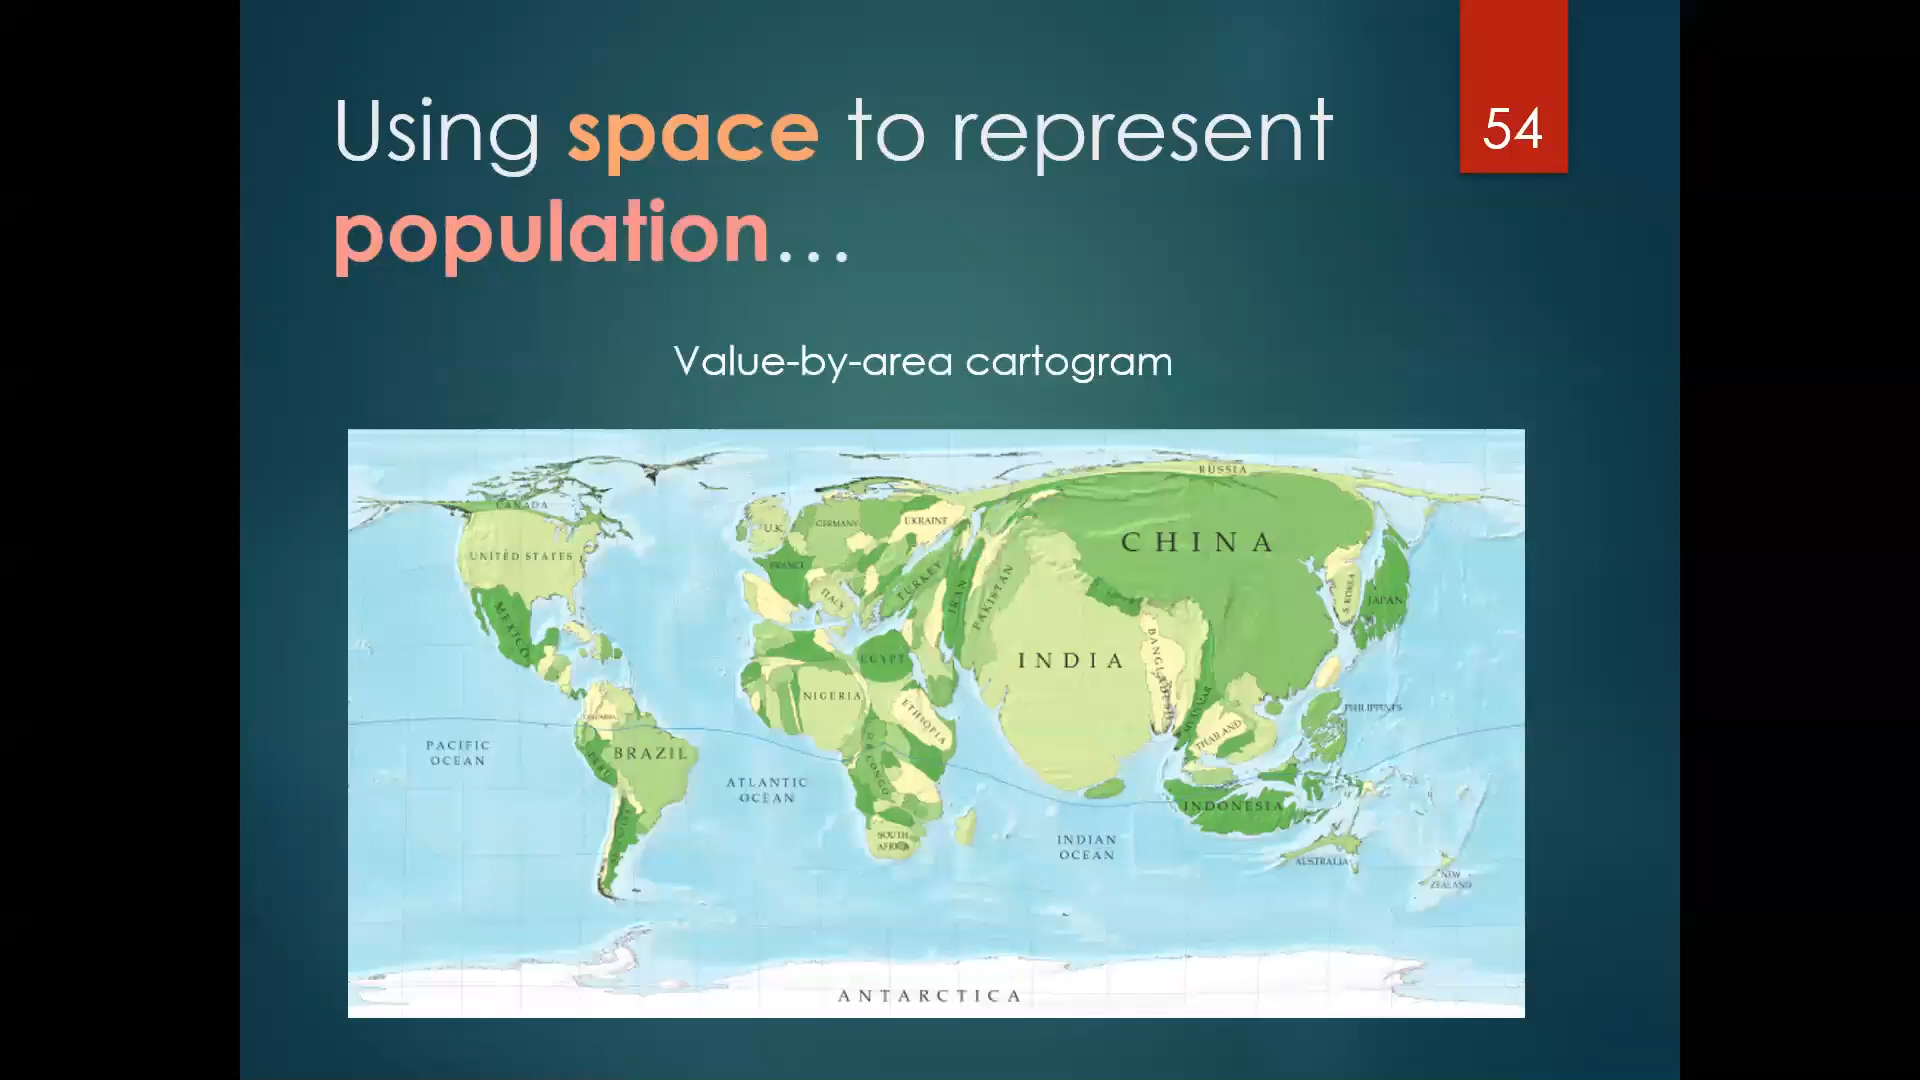 Using space to represent
population...
54
Value-by-area cartogram
RUSSIA
CANADA
U.K.
GERMANY
UKRAINE
CHINA
UNITED STATES
FRANCE
TURKEY
IRAN
PAKISTAN
ITALY
S. KOREA
JAPAN
MEXICO
EGYPT
INDIA
BANGLADESH
NIGERIA
ETHIOPIA
MYANMAR
PHILIPPINES
COLOMBIA
THAILAND
PACIFIC
OCEAN
PERU
BRAZIL
D R CONGO
ATLANTIC
OCEAN
INDONESIA
SOUTH
AFRICA
INDIAN
OCEAN
AUSTRALIA
NEW
ZEALAND
ANTARCTICA